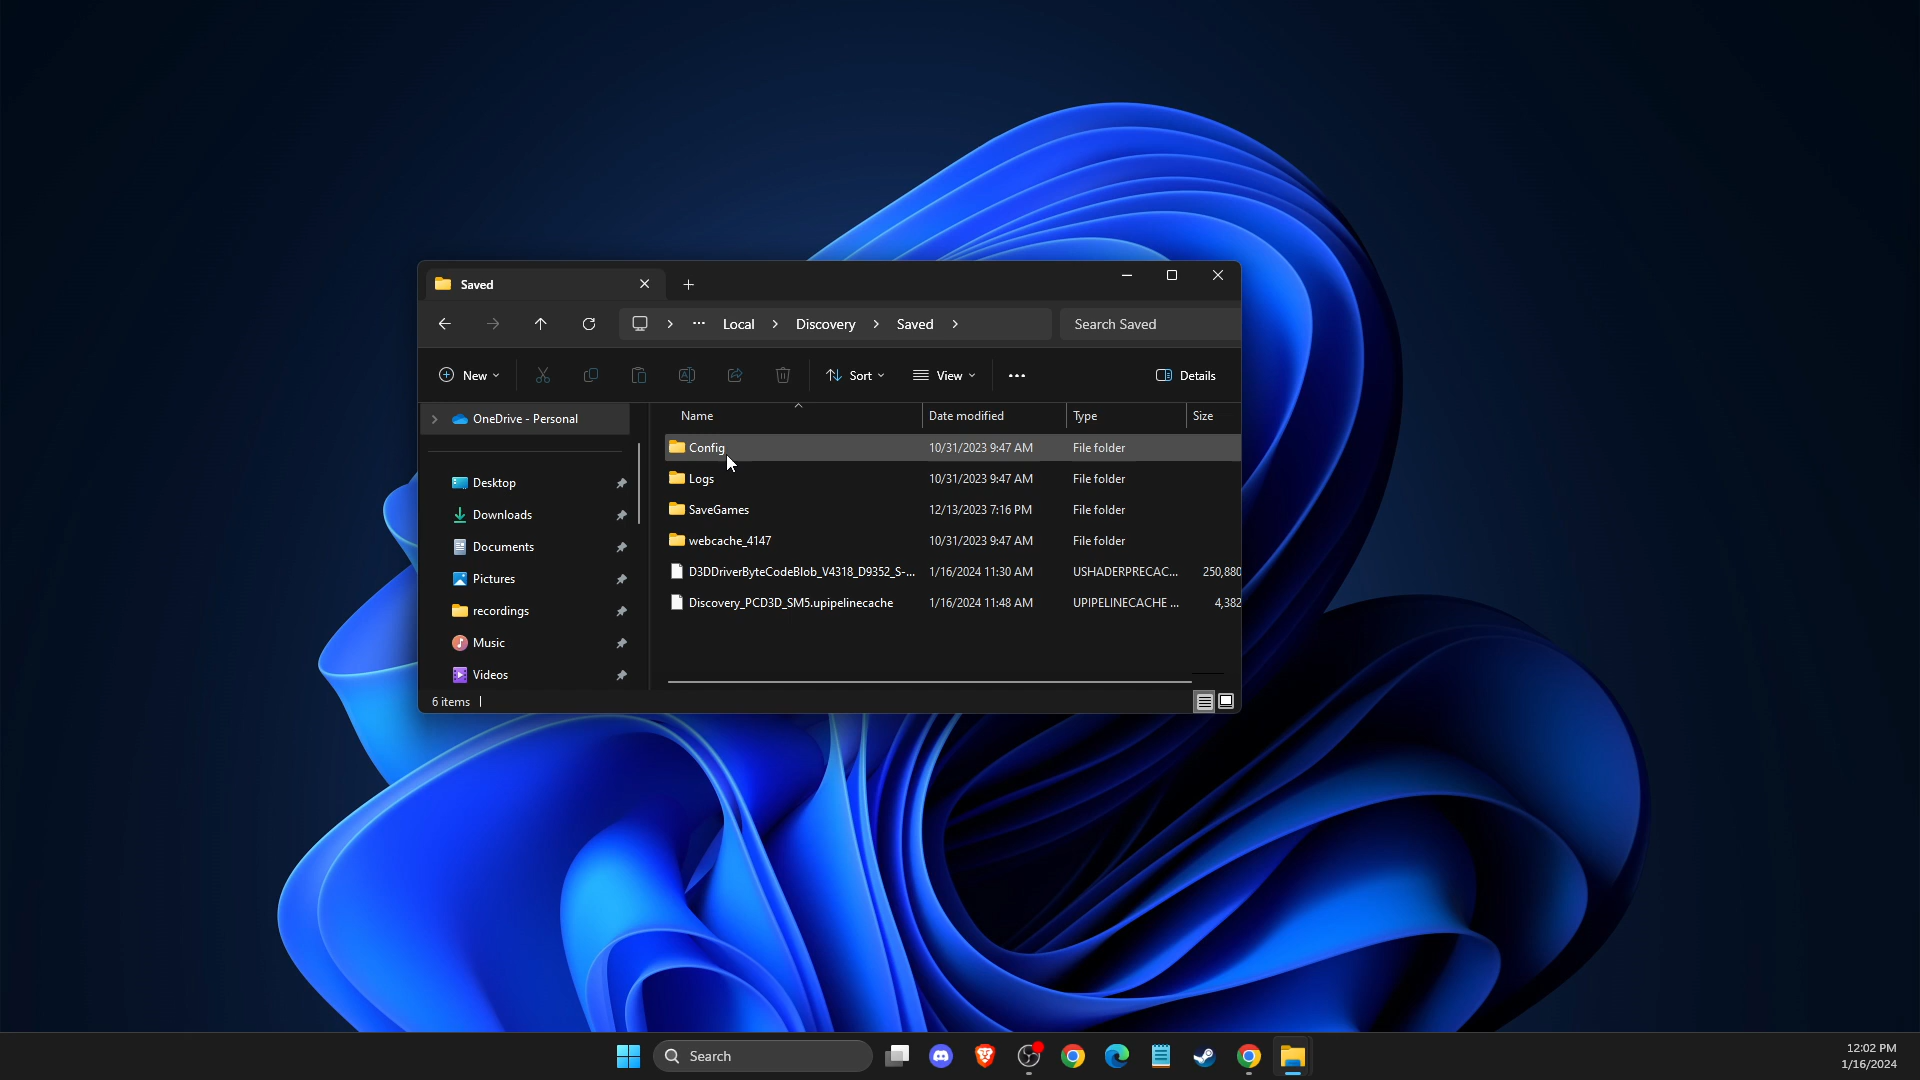 Saved
Local > Discovery > Saved >
Search Saved
New
Sort
View
Details
OneDrive - Personal
Desktop
Downloads
Documents
Pictures
recordings
Music
Videos
Name Date modified Type Size
Config 10/31/2023 9:47 AM File folder
Logs 10/31/2023 9:47 AM File folder
SaveGames 12/13/2023 7:16 PM File folder
webcache_4147 10/31/2023 9:47 AM File folder
D3DDriverByteCodeBlob_V4318_D9352_S-... 1/16/2024 11:30 AM USHADERPRECAC... 250,880
Discovery_PCD3D_SM5.upipelinecache 1/16/2024 11:48 AM UPIPELINECACHE ... 4,382
6 items
Search
12:02 PM
1/16/2024